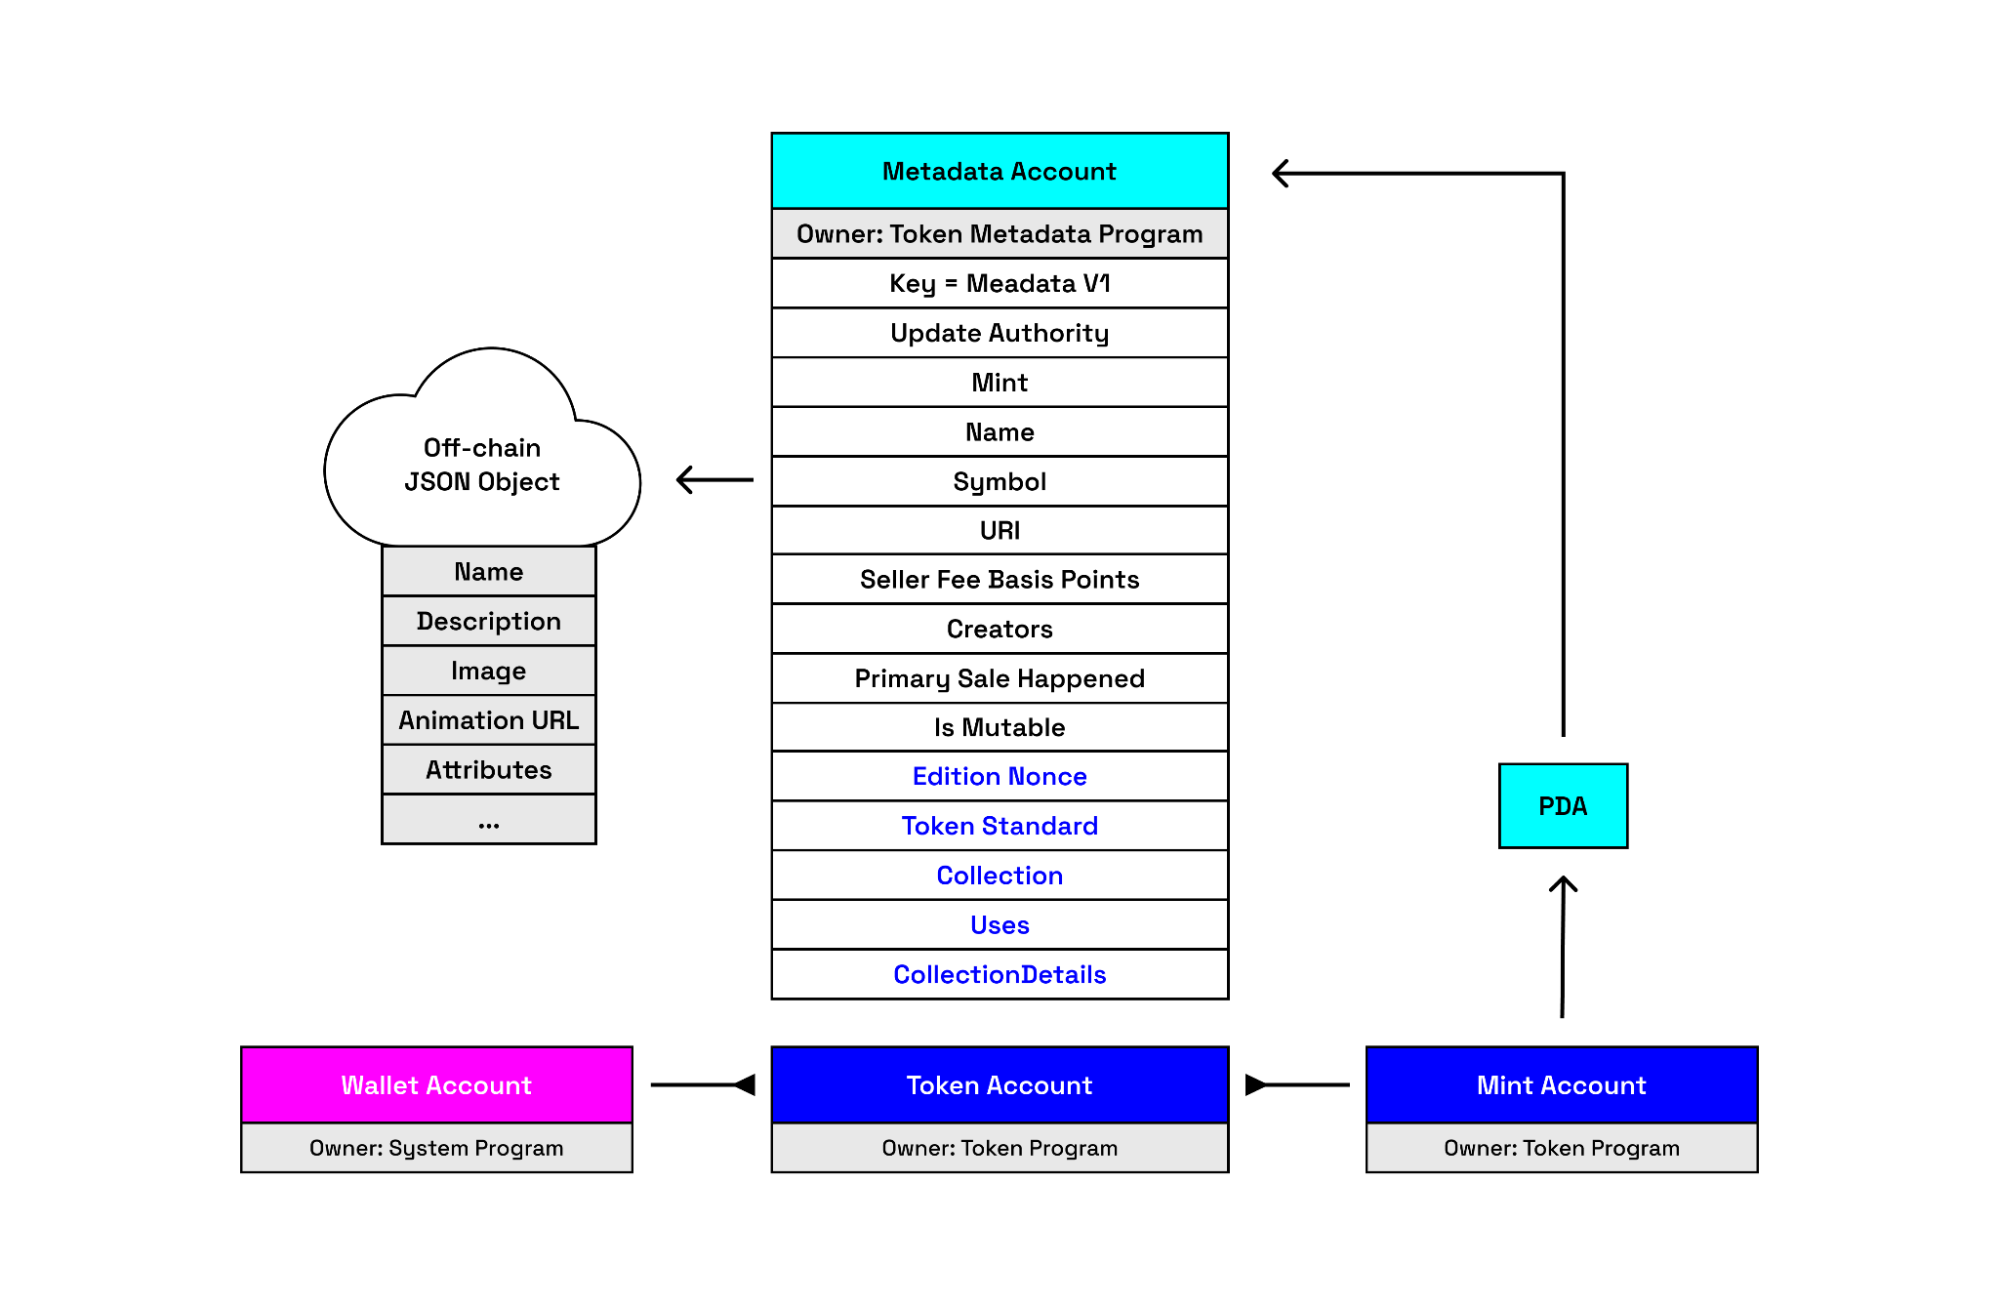 Metadata Account
Owner: Token Metadata Program
Key = Meadata V1
Update Authority
Mint
Name
Symbol
URI
Seller Fee Basis Points
Creators
Primary Sale Happened
Is Mutable
Edition Nonce
Token Standard
Collection
Uses
CollectionDetails
Off-chain
JSON Object
Name
Description
Image
Animation URL
Attributes
...
PDA
Wallet Account
Owner: System Program
Token Account
Owner: Token Program
Mint Account
Owner: Token Program